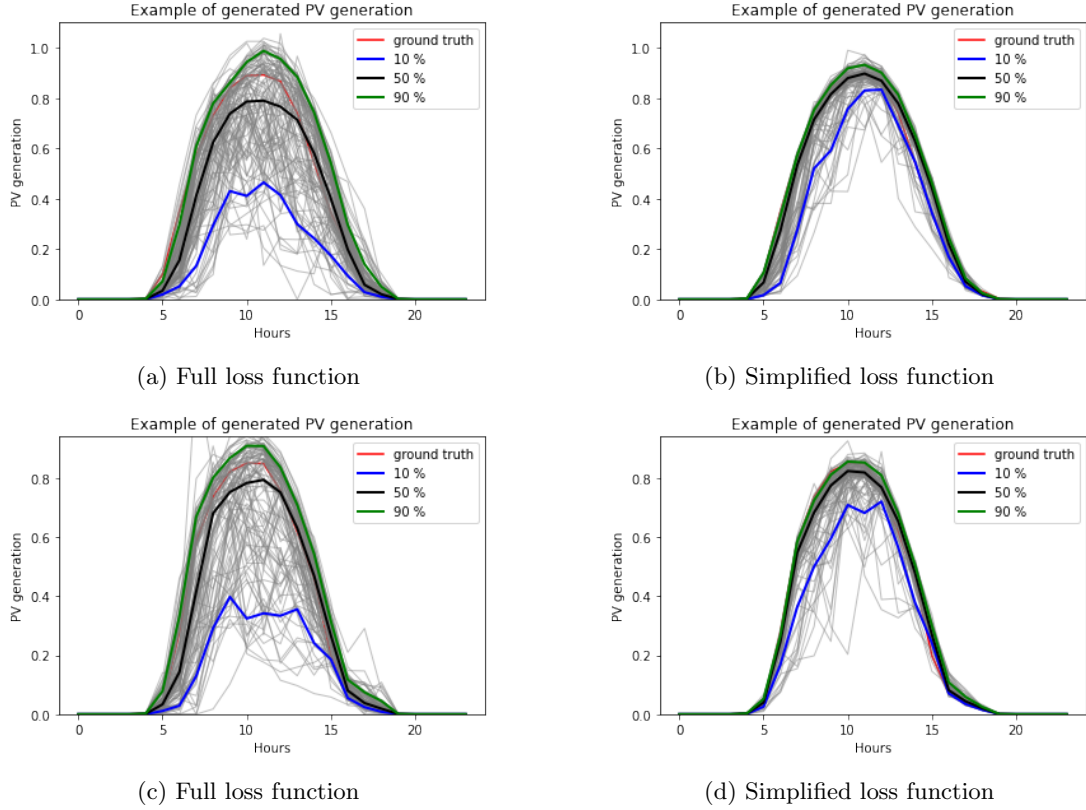 Example of generated PV generation
PV generation
1.0
0.8
0.6
0.4
0.2
0.0
ground truth
10 %
50 %
90 %
0
5
10
15
20
Hours
(a) Full loss function
Example of generated PV generation
PV generation
1.0
0.8
0.6
0.4
0.2
0.0
ground truth
10 %
50 %
90 %
0
5
10
15
20
Hours
(b) Simplified loss function
Example of generated PV generation
PV generation
0.8
0.6
0.4
0.2
0.0
ground truth
10 %
50 %
90 %
0
5
10
15
20
Hours
(c) Full loss function
Example of generated PV generation
PV generation
0.8
0.6
0.4
0.2
0.0
ground truth
10 %
50 %
90 %
0
5
10
15
20
Hours
(d) Simplified loss function